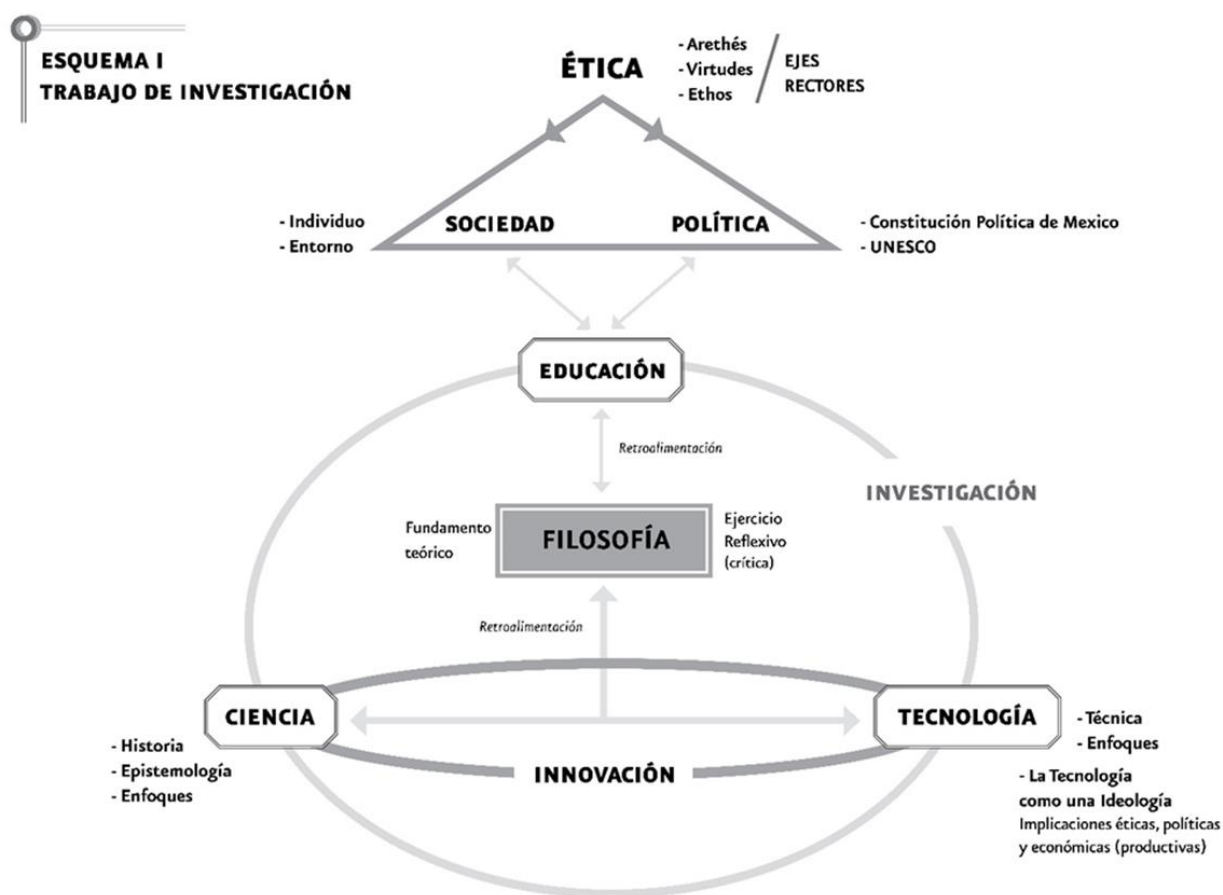 ESQUEMA I
TRABAJO DE INVESTIGACIÓN
ÉTICA
- Arethés
- Virtudes
- Ethos
EJES
RECTORES
- Individuo
- Entorno
SOCIEDAD
POLÍTICA
- Constitución Política de Mexico
- UNESCO
EDUCACIÓN
Retroalimentación
INVESTIGACIÓN
Fundamento
teórico
FILOSOFÍA
Ejercicio
Reflexivo
(crítica)
Retroalimentación
CIENCIA
- Historia
- Epistemología
- Enfoques
INNOVACIÓN
TECNOLOGÍA
- Técnica
- Enfoques
- La Tecnología
como una Ideología
Implicaciones éticas, políticas
y económicas (productivas)